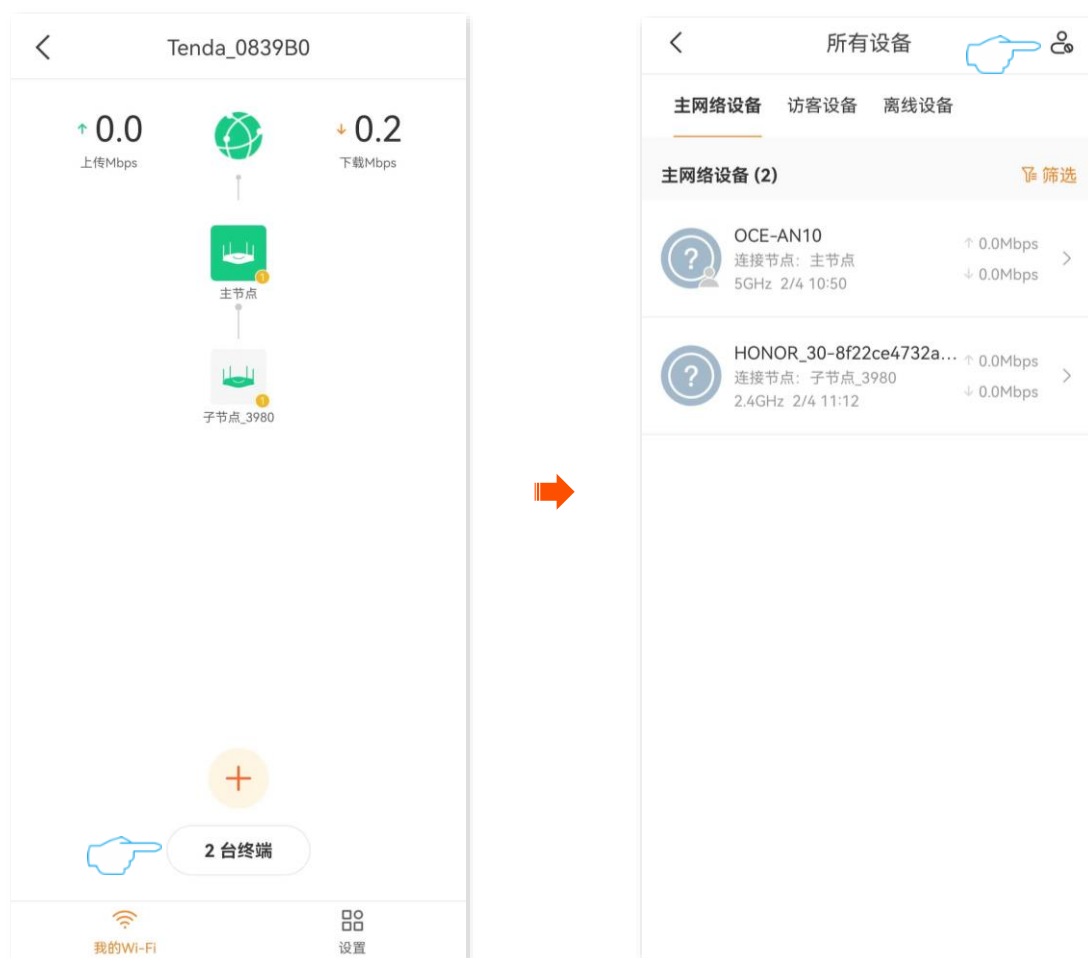 Tenda_0839B0
↑ 0.0
上传Mbps
↓ 0.2
下载Mbps
1
主节点
1
子节点_3980
2 台终端
我的Wi-Fi
设置
所有设备
主网络设备 访客设备 离线设备
主网络设备 (2)
筛选
OCE-AN10
连接节点：主节点
5GHz 2/4 10:50
↑ 0.0Mbps
↓ 0.0Mbps
HONOR_30-8f22ce4732a...
连接节点：子节点_3980
2.4GHz 2/4 11:12
↑ 0.0Mbps
↓ 0.0Mbps